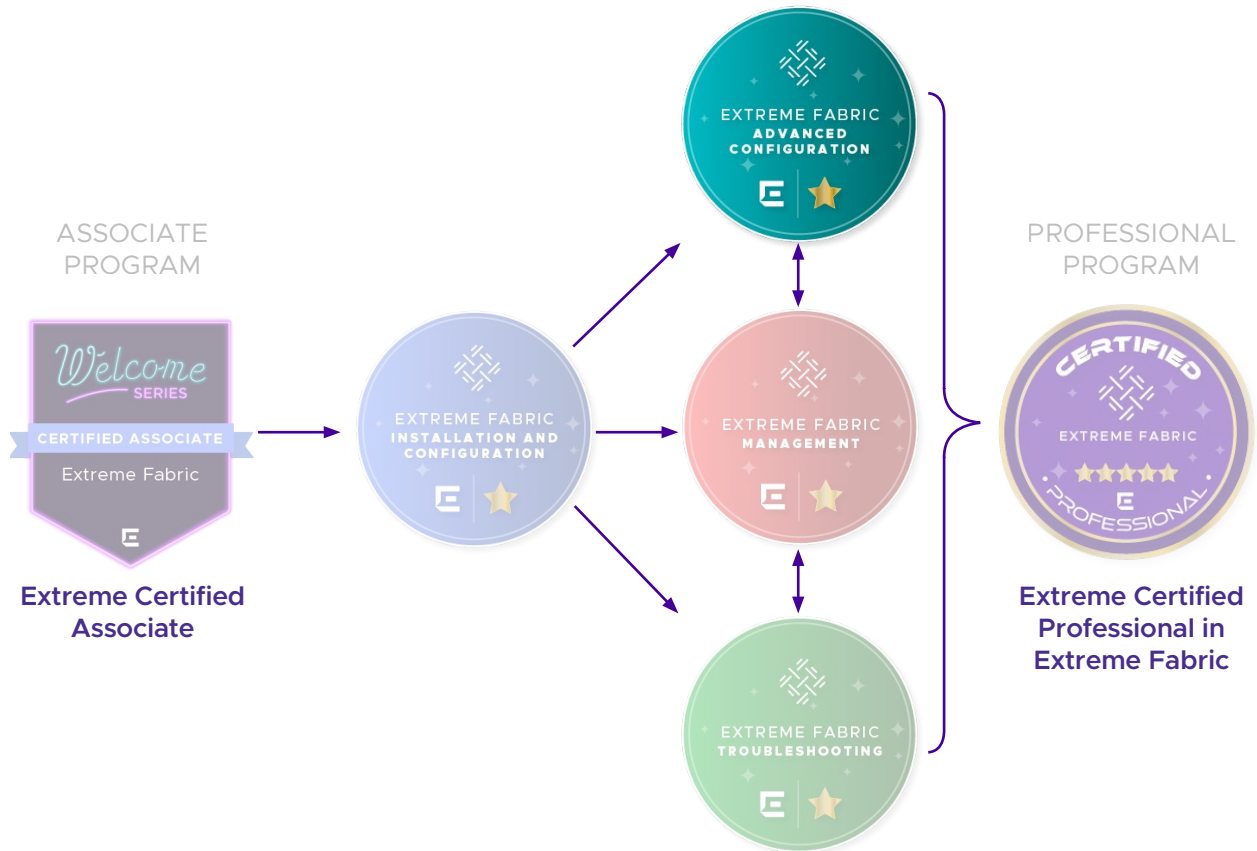 ASSOCIATE
PROGRAM
Welcome
SERIES
CERTIFIED ASSOCIATE
Extreme Fabric
E
Extreme Certified
Associate
EXTREME FABRIC
INSTALLATION AND
CONFIGURATION
E
EXTREME FABRIC
ADVANCED
CONFIGURATION
E
EXTREME FABRIC
MANAGEMENT
E
EXTREME FABRIC
TROUBLESHOOTING
E
PROFESSIONAL
PROGRAM
CERTIFIED
EXTREME FABRIC
E
PROFESSIONAL
Extreme Certified
Professional in
Extreme Fabric